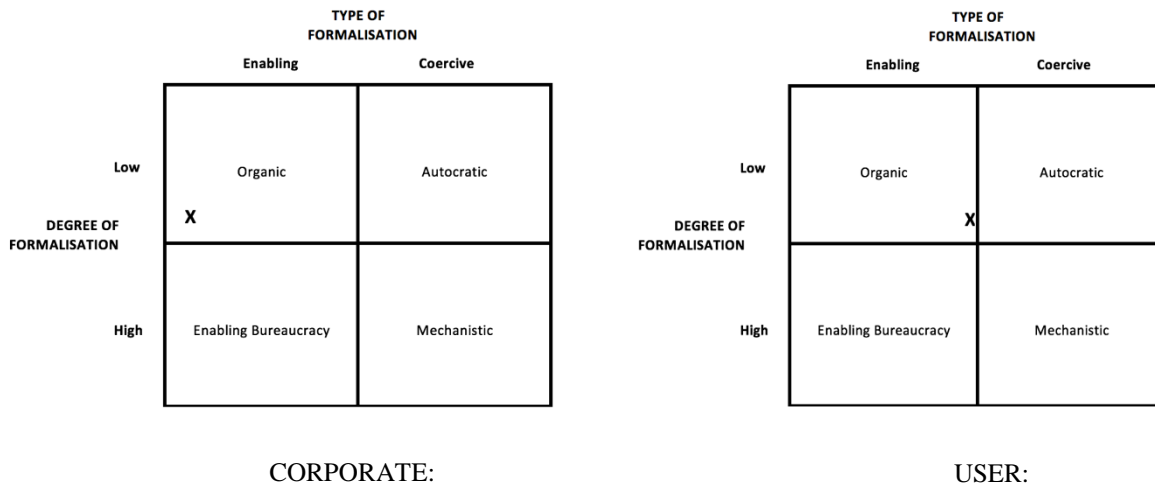 TYPE OF
FORMALISATION
Enabling
Coercive
Low
Organic
Autocratic
X
DEGREE OF
FORMALISATION
High
Enabling Bureaucracy
Mechanistic
CORPORATE:
TYPE OF
FORMALISATION
Enabling
Coercive
Low
Organic
Autocratic
X
DEGREE OF
FORMALISATION
High
Enabling Bureaucracy
Mechanistic
USER: